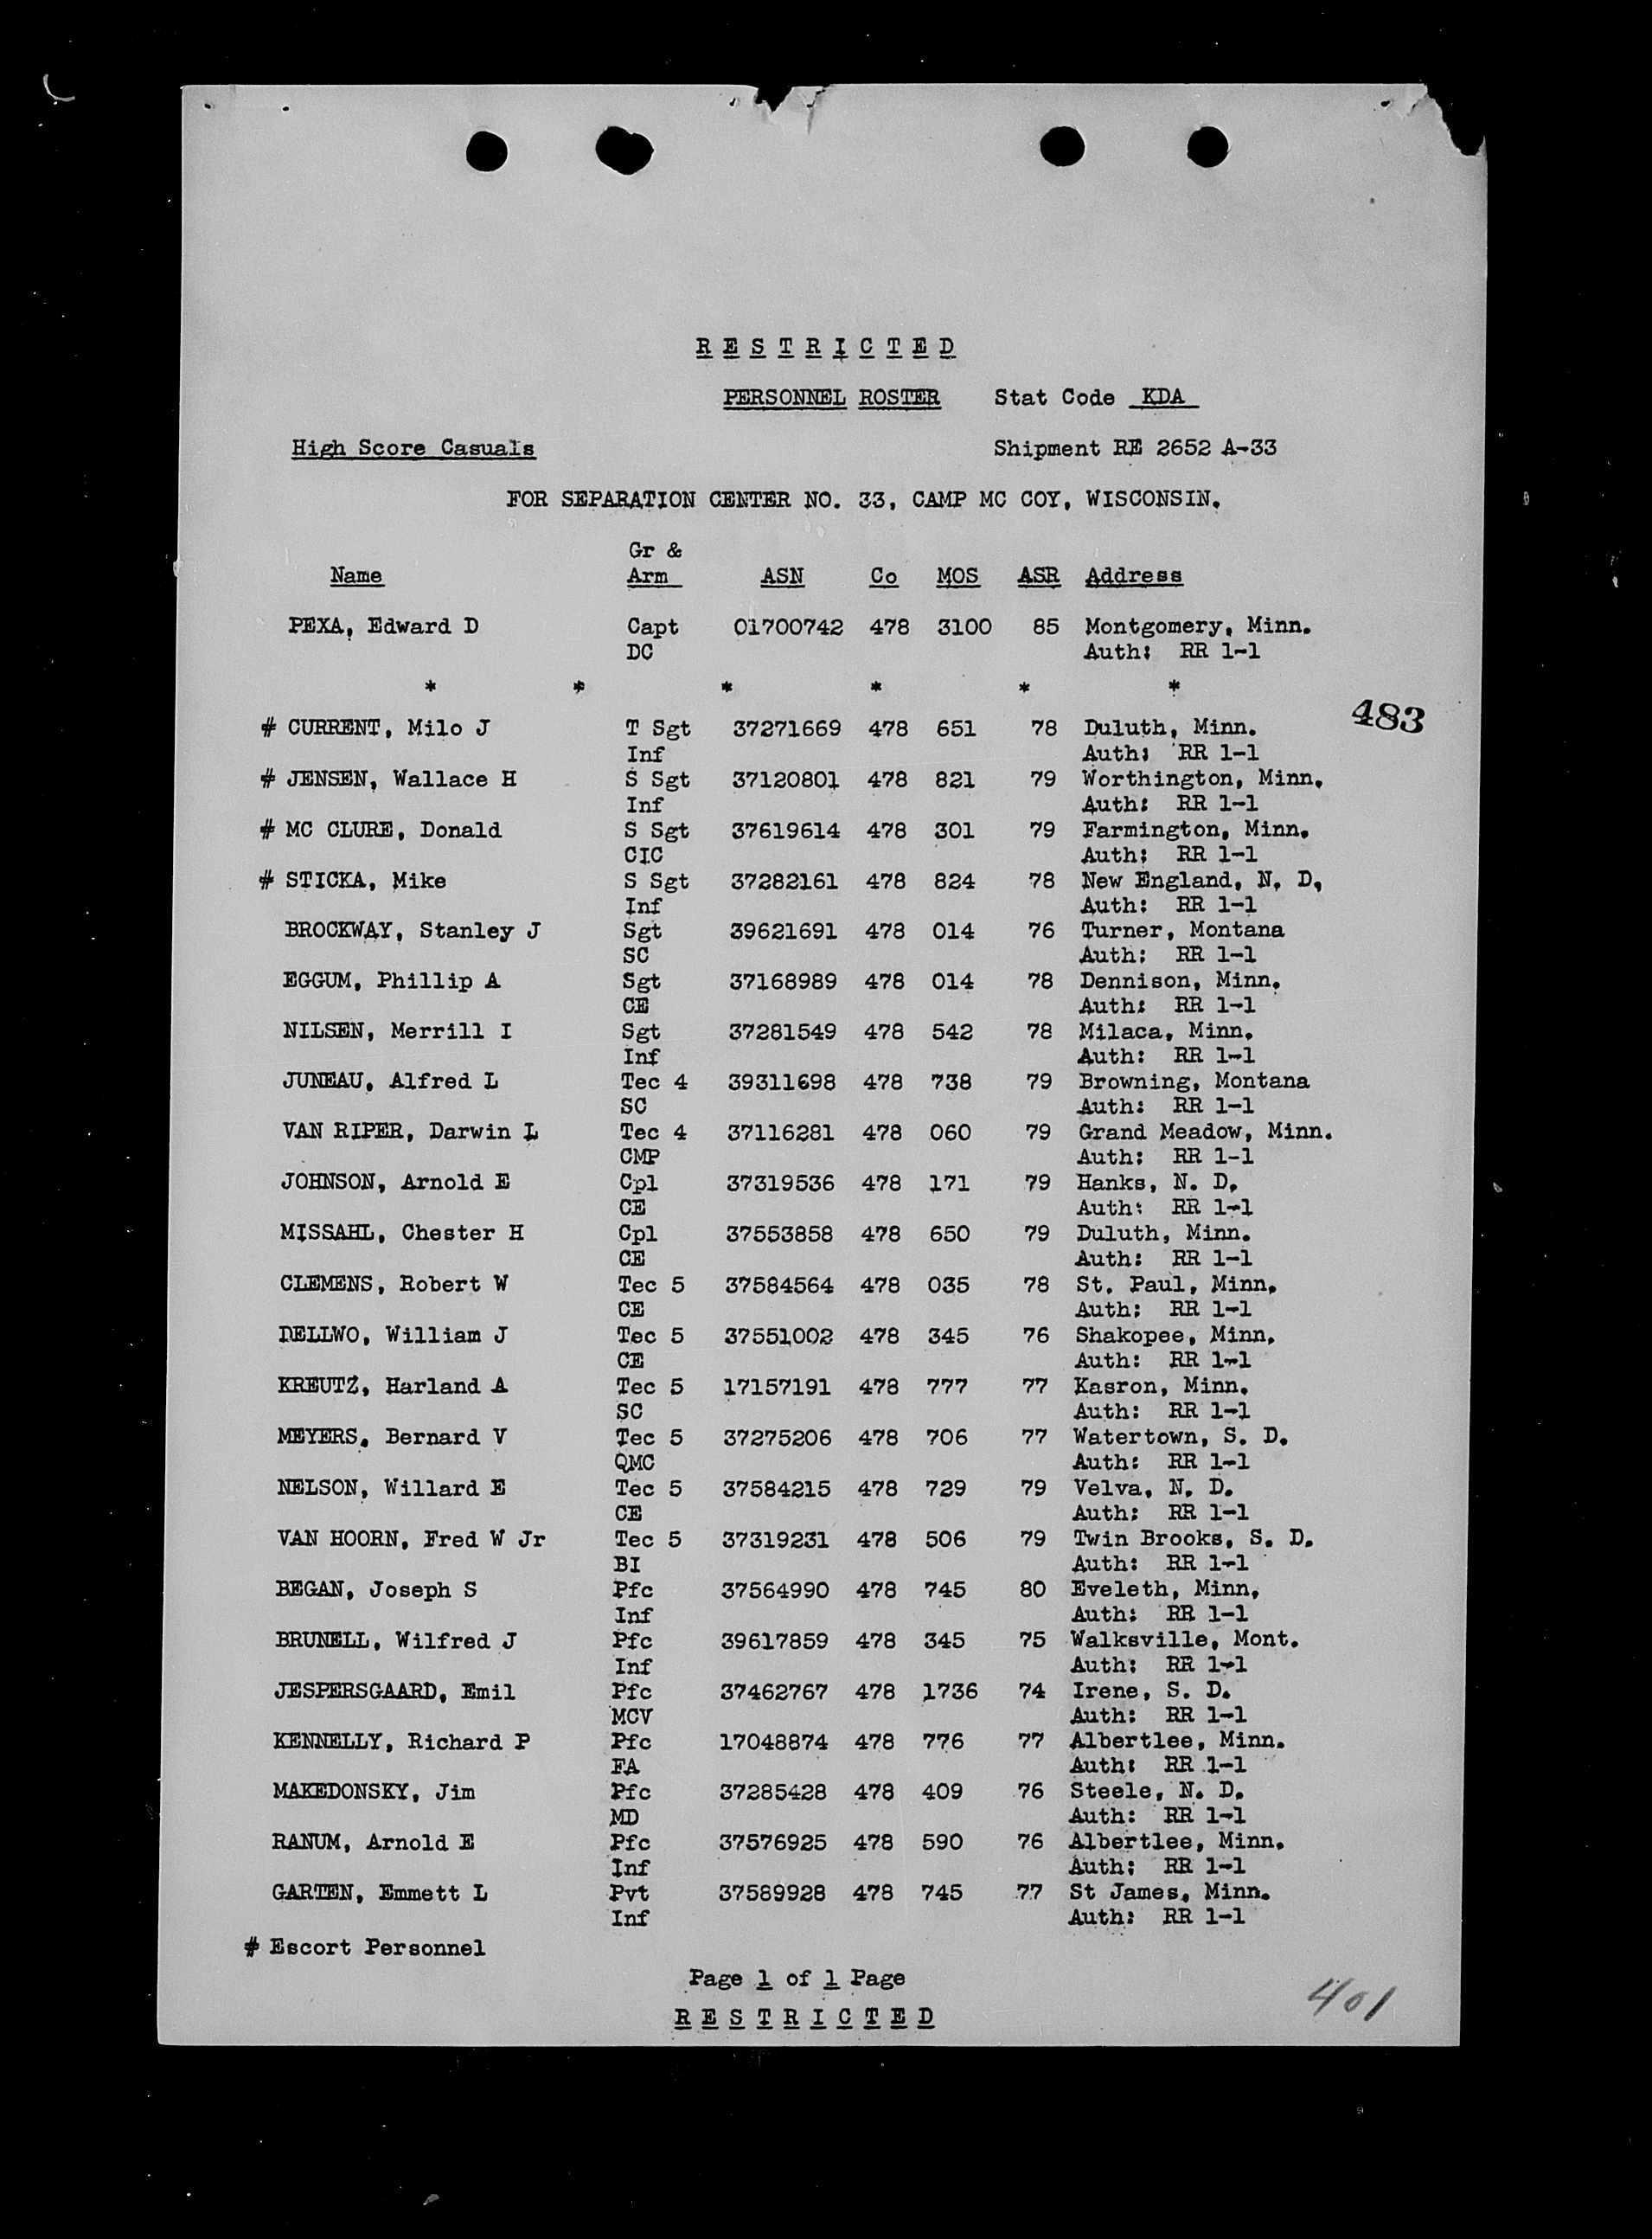 R E S T R I C T E D
PERSONNEL ROSTER Stat Code KDA
High Score Casuals Shipment RE 2652 A-33
FOR SEPARATION CENTER NO. 33, CAMP MC COY, WISCONSIN.
Gr &
Name Arm ASN Co MOS ASR Address
PEXA, Edward D Capt 01700742 478 3100 85 Montgomery, Minn.
DC Auth: RR 1-1
* * * * * *
483
# CURRENT, Milo J T Sgt 37271669 478 651 78 Duluth, Minn.
Inf Auth: RR 1-1
# JENSEN, Wallace H S Sgt 37120801 478 821 79 Worthington, Minn.
Inf Auth: RR 1-1
# MC CLURE, Donald S Sgt 37619614 478 301 79 Farmington, Minn.
CIC Auth: RR 1-1
# STICKA, Mike S Sgt 37282161 478 824 78 New England, N. D.
Inf Auth: RR 1-1
BROCKWAY, Stanley J Sgt 39621691 478 014 76 Turner, Montana
SC Auth: RR 1-1
EGGUM, Phillip A Sgt 37168989 478 014 78 Dennison, Minn.
CE Auth: RR 1-1
NILSEN, Merrill I Sgt 37281549 478 542 78 Milaca, Minn.
Inf Auth: RR 1-1
JUNEAU, Alfred L Tec 4 39311698 478 738 79 Browning, Montana
SC Auth: RR 1-1
VAN RIPER, Darwin L Tec 4 37116281 478 060 79 Grand Meadow, Minn.
CMP Auth: RR 1-1
JOHNSON, Arnold E Cpl 37319536 478 171 79 Hanks, N. D.
CE Auth: RR 1-1
MISSAHL, Chester H Cpl 37553858 478 650 79 Duluth, Minn.
CE Auth: RR 1-1
CLEMENS, Robert W Tec 5 37584564 478 035 78 St. Paul, Minn.
CE Auth: RR 1-1
DELLWO, William J Tec 5 37551002 478 345 76 Shakopee, Minn.
CE Auth: RR 1-1
KREUTZ, Harland A Tec 5 17157191 478 777 77 Kasron, Minn.
SC Auth: RR 1-1
MEYERS, Bernard V Tec 5 37275206 478 706 77 Watertown, S. D.
QMC Auth: RR 1-1
NELSON, Willard E Tec 5 37584215 478 729 79 Velva, N. D.
CE Auth: RR 1-1
VAN HOORN, Fred W Jr Tec 5 37319231 478 506 79 Twin Brooks, S. D.
BI Auth: RR 1-1
BEGAN, Joseph S Pfc 37564990 478 745 80 Eveleth, Minn.
Inf Auth: RR 1-1
BRUNELL, Wilfred J Pfc 39617859 478 345 75 Walksville, Mont.
Inf Auth: RR 1-1
JESPERSGAARD, Emil Pfc 37462767 478 1736 74 Irene, S. D.
MCV Auth: RR 1-1
KENNELLY, Richard P Pfc 17048874 478 776 77 Albertlee, Minn.
FA Auth: RR 1-1
MAKEDONSKY, Jim Pfc 37285428 478 409 76 Steele, N. D.
MD Auth: RR 1-1
RANUM, Arnold E Pfc 37576925 478 590 76 Albertlee, Minn.
Inf Auth: RR 1-1
GARTEN, Emmett L Pvt 37589928 478 745 77 St James, Minn.
Inf Auth: RR 1-1
# Escort Personnel
Page 1 of 1 Page
401
R E S T R I C T E D